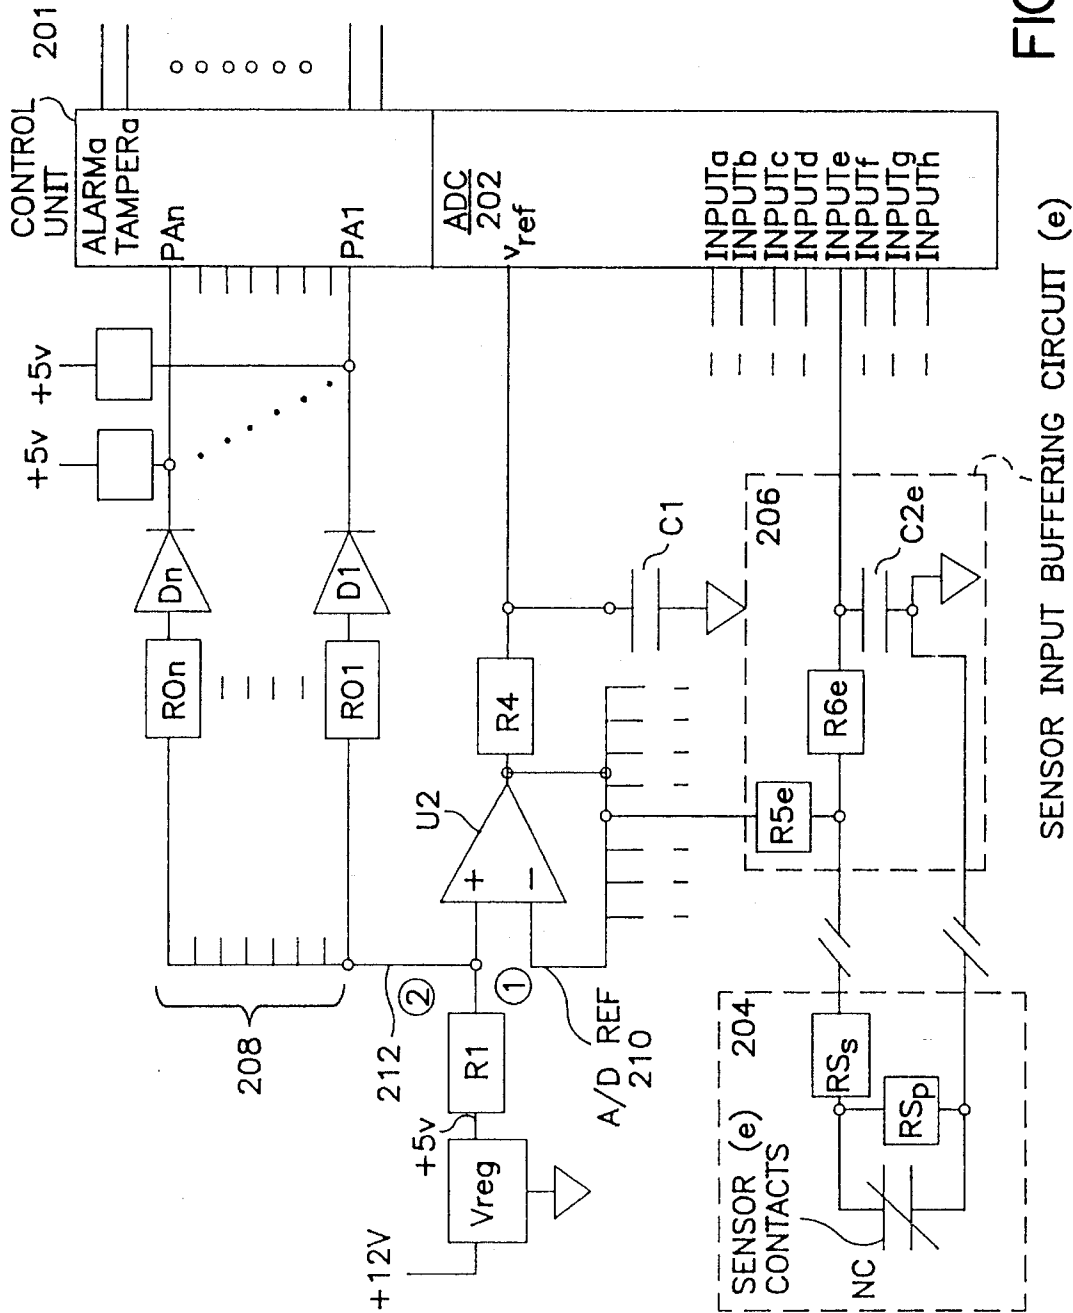 CONTROL
UNIT
201
ALARMa
TAMPERa
PAn
PA1
ADC
202
Vref
INPUTa
INPUTb
INPUTc
INPUTd
INPUTe
INPUTf
INPUTg
INPUTh
+5v
+5v
Dn
D1
ROn
RO1
208
212
2
1
+12V
Vreg
+5v
R1
U2
+
−
R4
C1
A/D REF
210
206
R5e
R6e
C2e
204
SENSOR (e)
CONTACTS
NC
RSs
RSp
SENSOR INPUT BUFFERING CIRCUIT (e)